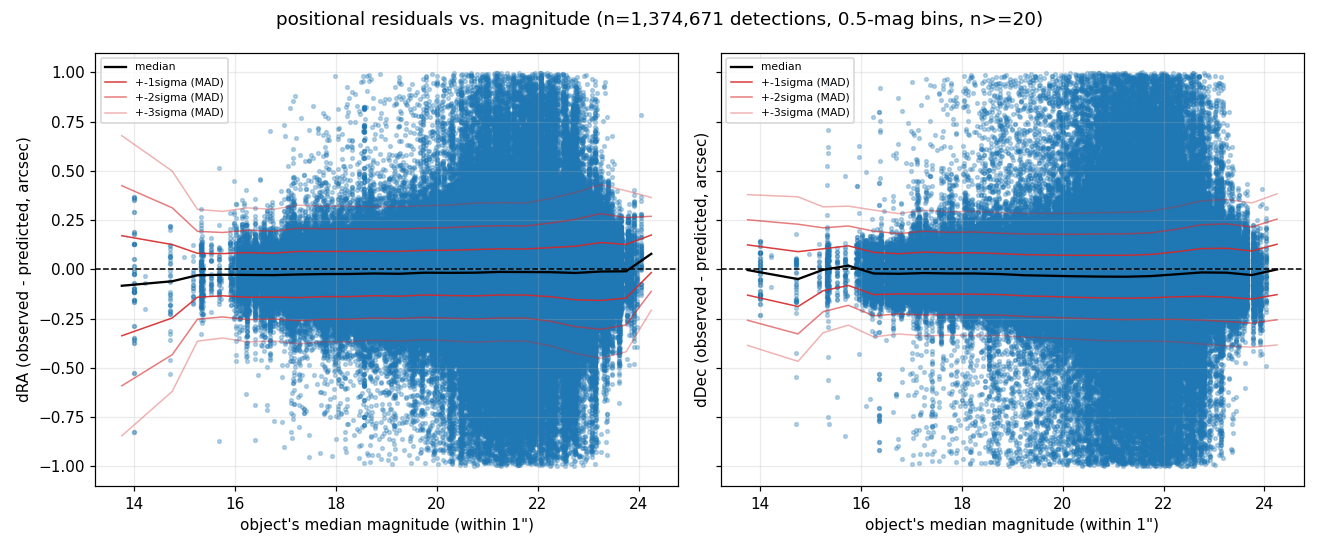 positional residuals vs. magnitude (n=1,374,671 detections, 0.5-mag bins, n>=20)
median
+-1sigma (MAD)
+-2sigma (MAD)
+-3sigma (MAD)
1.00
0.75
0.50
0.25
0.00
−0.25
−0.50
−0.75
−1.00
dRA (observed - predicted, arcsec)
14 16 18 20 22 24
object's median magnitude (within 1")
median
+-1sigma (MAD)
+-2sigma (MAD)
+-3sigma (MAD)
dDec (observed - predicted, arcsec)
14 16 18 20 22 24
object's median magnitude (within 1")